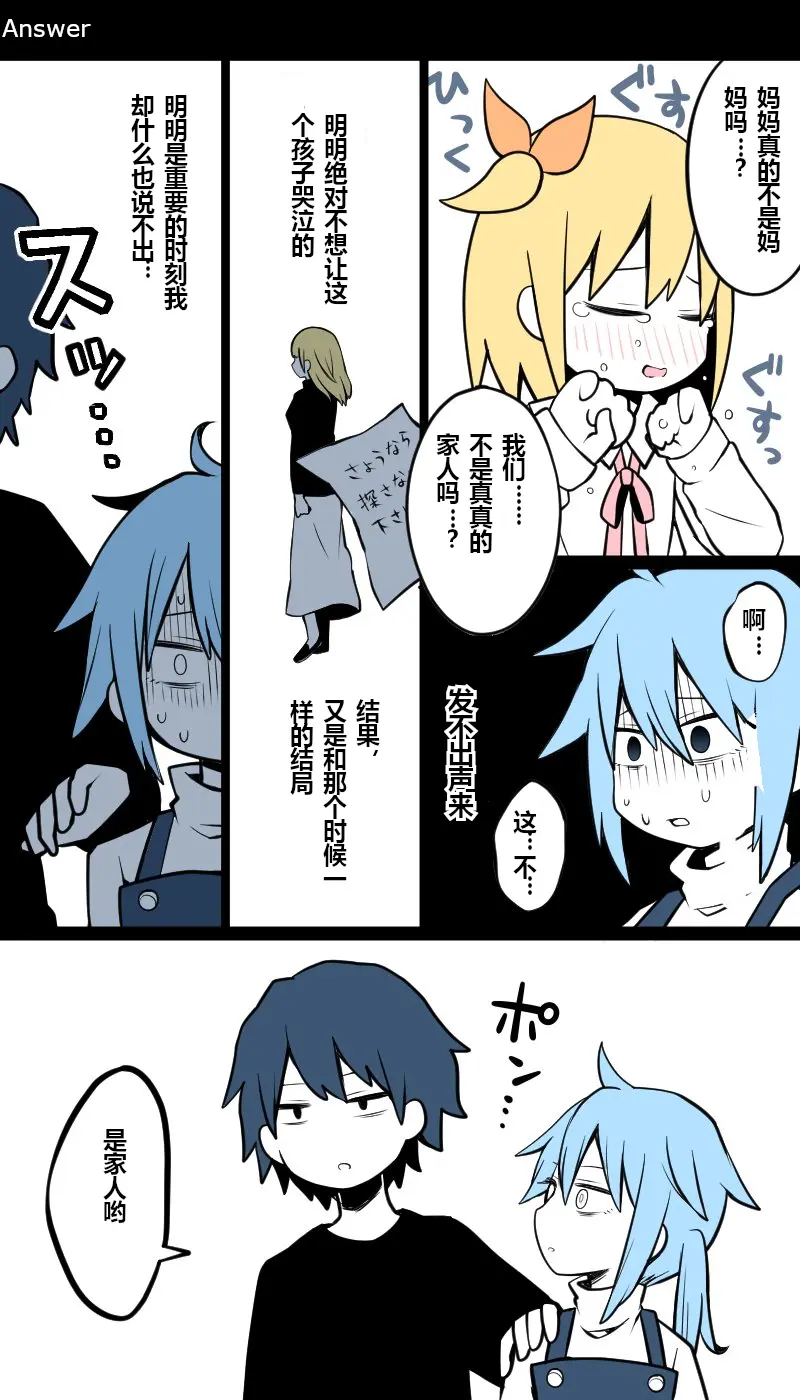 Answer
妈妈真的不是妈
妈吗…?
ぐすっ
ひっく
ぐすっ
我们……
不是真真的
家人吗…?
啊…
发不出声来
这…不…
明明绝对不想让这
个孩子哭泣的
さような��
探さな
下さ
结果，
又是和那个时候一
样的结局
明明是重要的时刻我
却什么也说不出…
スッ…
ポン…
是家人哟